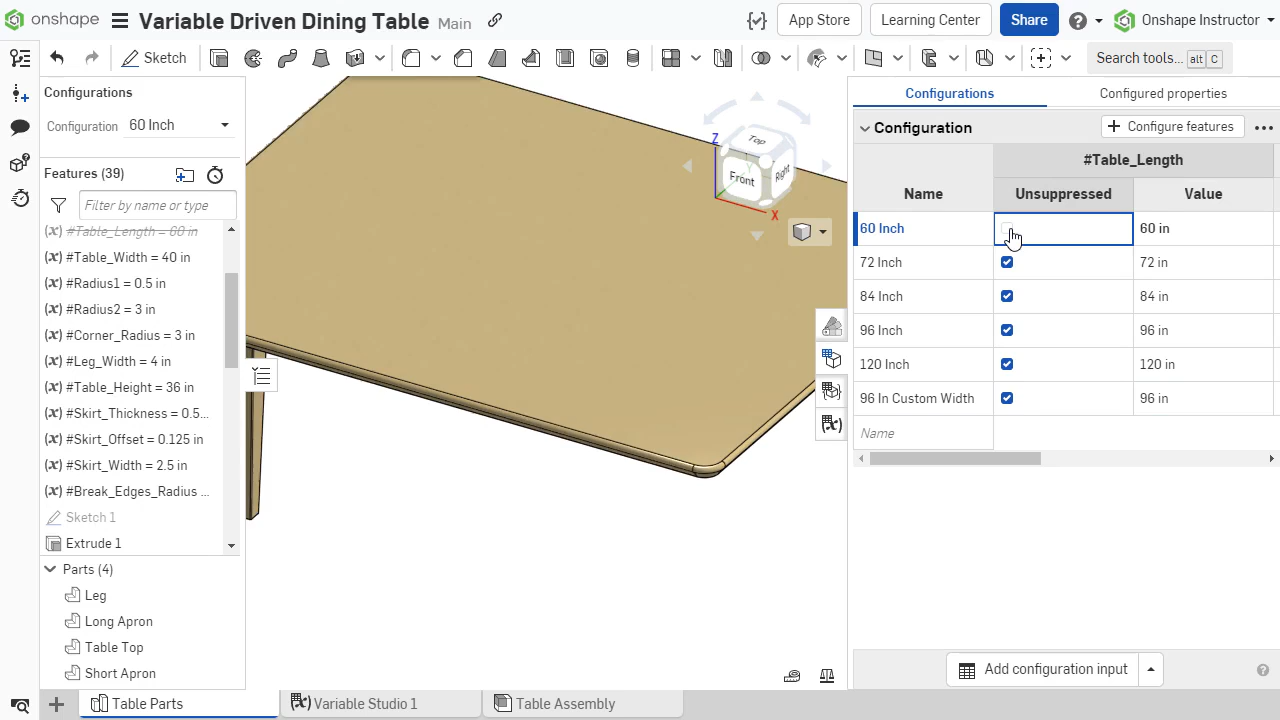 onshape Variable Driven Dining Table Main App Store Learning Center Share Onshape Instructor
Sketch Search tools... alt C
Configurations
Configuration 60 Inch
Features (39)
Filter by name or type
(x) #Table_Length = 60 in
(x) #Table_Width = 40 in
(x) #Radius1 = 0.5 in
(x) #Radius2 = 3 in
(x) #Corner_Radius = 3 in
(x) #Leg_Width = 4 in
(x) #Table_Height = 36 in
(x) #Skirt_Thickness = 0.5...
(x) #Skirt_Offset = 0.125 in
(x) #Skirt_Width = 2.5 in
(x) #Break_Edges_Radius ...
Sketch 1
Extrude 1
Parts (4)
Leg
Long Apron
Table Top
Short Apron
Z
Top
Y
Front
Right
X
Configurations Configured properties
Configuration + Configure features
#Table_Length
Name Unsuppressed Value
60 Inch 60 in
72 Inch 72 in
84 Inch 84 in
96 Inch 96 in
120 Inch 120 in
96 In Custom Width 96 in
Name
Add configuration input
Table Parts (x) Variable Studio 1 Table Assembly